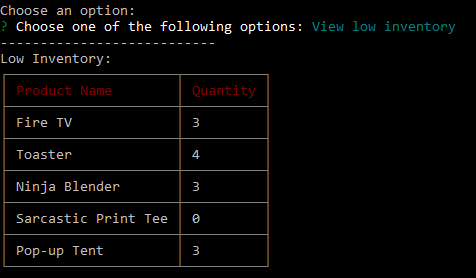 Choose an option:
? Choose one of the following options: View low inventory
---------------------------
Low Inventory:
Product Name Quantity
Fire TV 3
Toaster 4
Ninja Blender 3
Sarcastic Print Tee 0
Pop-up Tent 3